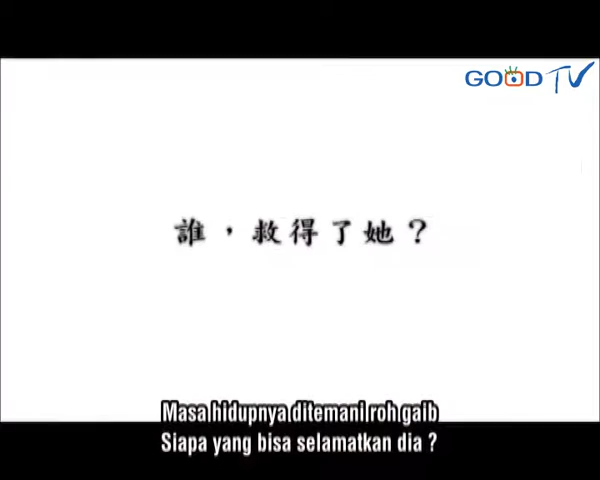 GOOD TV
誰，救得了她？
Masa hidupnya ditemani roh gaib
Siapa yang bisa selamatkan dia ?